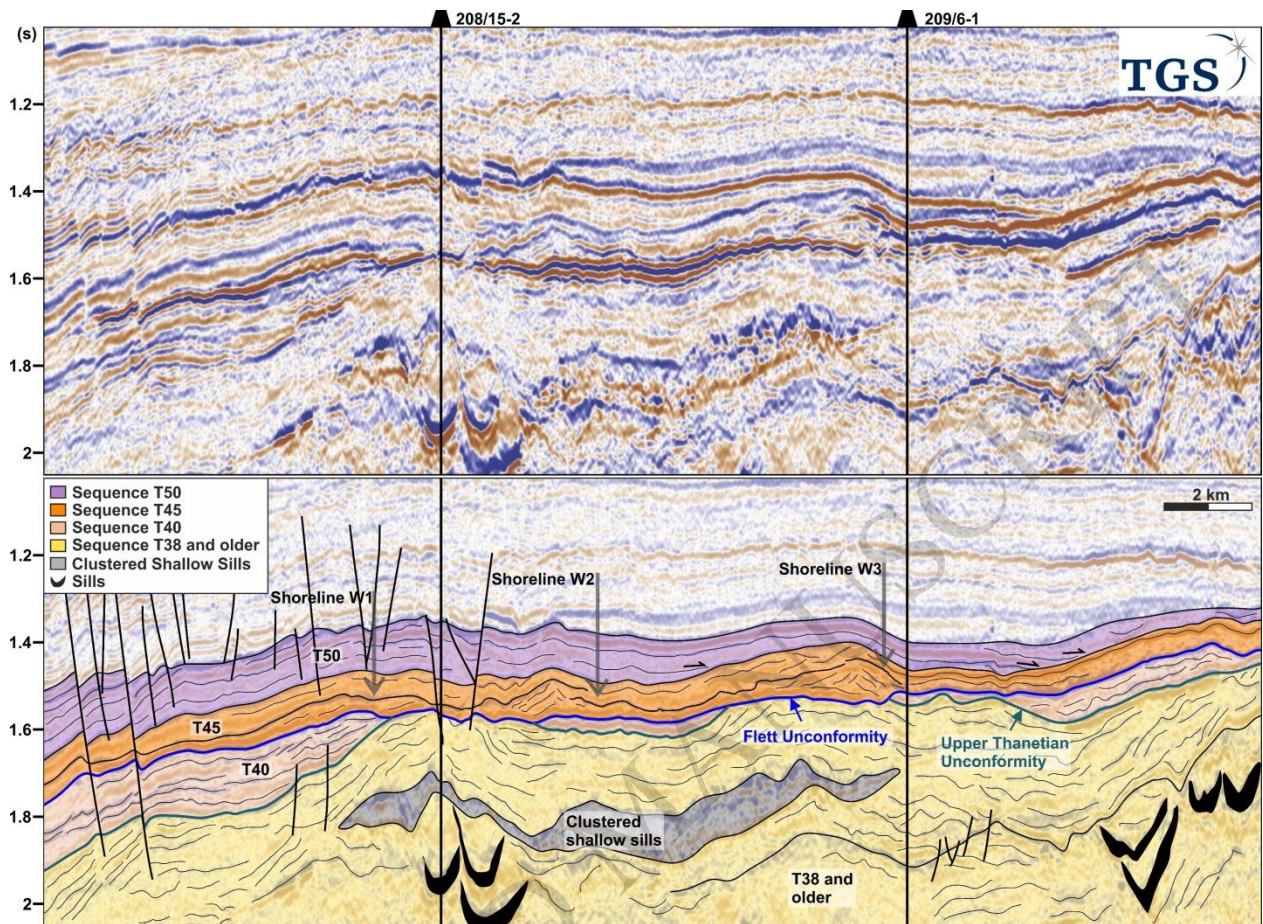 208/15-2
209/6-1
(s)
TGS
1.2
1.4
1.6
1.8
2
Sequence T50
Sequence T45
Sequence T40
Sequence T38 and older
Clustered Shallow Sills
Sills
2 km
1.2
Shoreline W1
Shoreline W2
Shoreline W3
1.4
T50
T45
1.6
Flett Unconformity
Upper Thanetian
Unconformity
T40
1.8
Clustered
shallow sills
T38 and
older
2
MANUSCRIPT